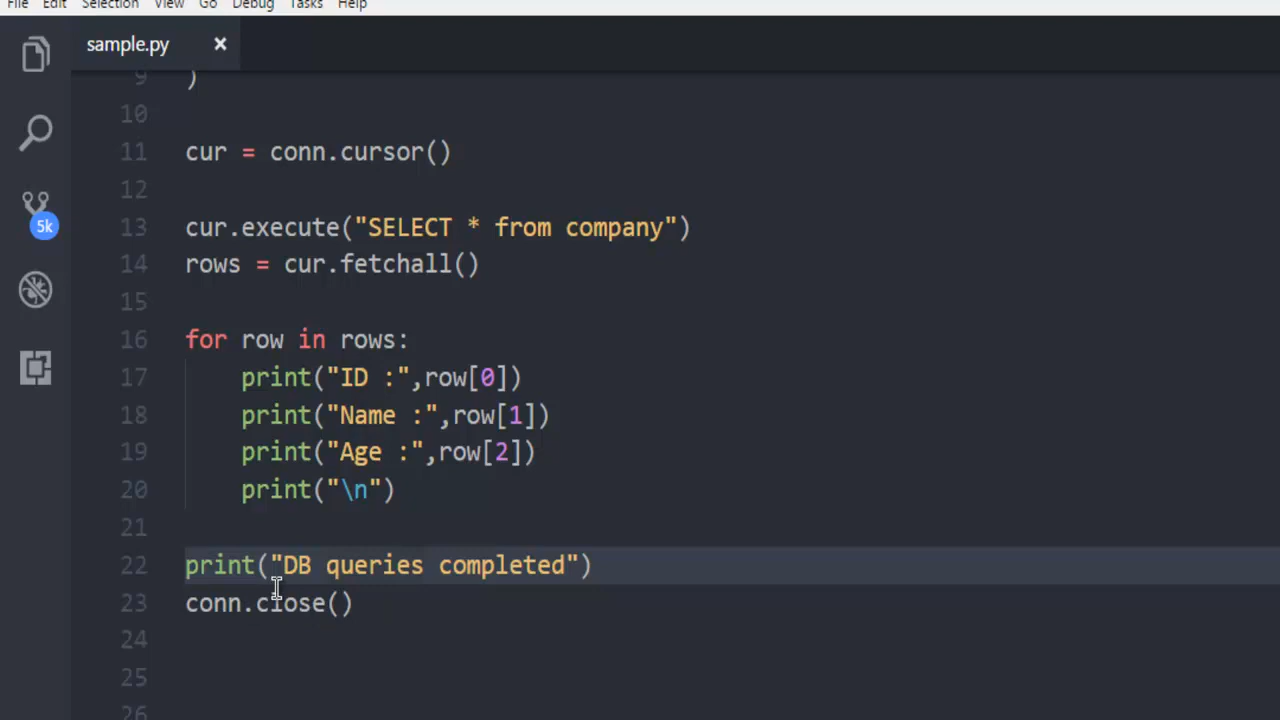 File Edit Selection View Go Debug Tasks Help
sample.py ×
5k
9 )
10
11 cur = conn.cursor()
12
13 cur.execute("SELECT * from company")
14 rows = cur.fetchall()
15
16 for row in rows:
17     print("ID :",row[0])
18     print("Name :",row[1])
19     print("Age :",row[2])
20     print("\n")
21
22 print("DB queries completed")
23 conn.close()
24
25
26